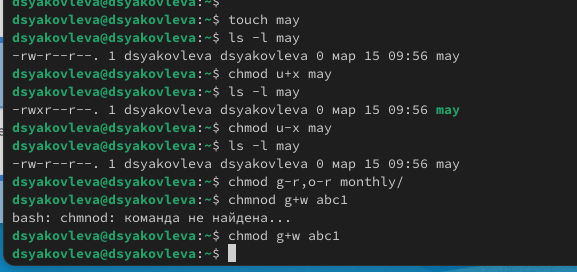 dsyakovleva@dsyakovleva:~$
dsyakovleva@dsyakovleva:~$ touch may
dsyakovleva@dsyakovleva:~$ ls -l may
-rw-r--r--. 1 dsyakovleva dsyakovleva 0 мар 15 09:56 may
dsyakovleva@dsyakovleva:~$ chmod u+x may
dsyakovleva@dsyakovleva:~$ ls -l may
-rwxr--r--. 1 dsyakovleva dsyakovleva 0 мар 15 09:56 may
dsyakovleva@dsyakovleva:~$ chmod u-x may
dsyakovleva@dsyakovleva:~$ ls -l may
-rw-r--r--. 1 dsyakovleva dsyakovleva 0 мар 15 09:56 may
dsyakovleva@dsyakovleva:~$ chmod g-r,o-r monthly/
dsyakovleva@dsyakovleva:~$ chmnod g+w abc1
bash: chmnod: команда не найдена...
dsyakovleva@dsyakovleva:~$ chmod g+w abc1
dsyakovleva@dsyakovleva:~$